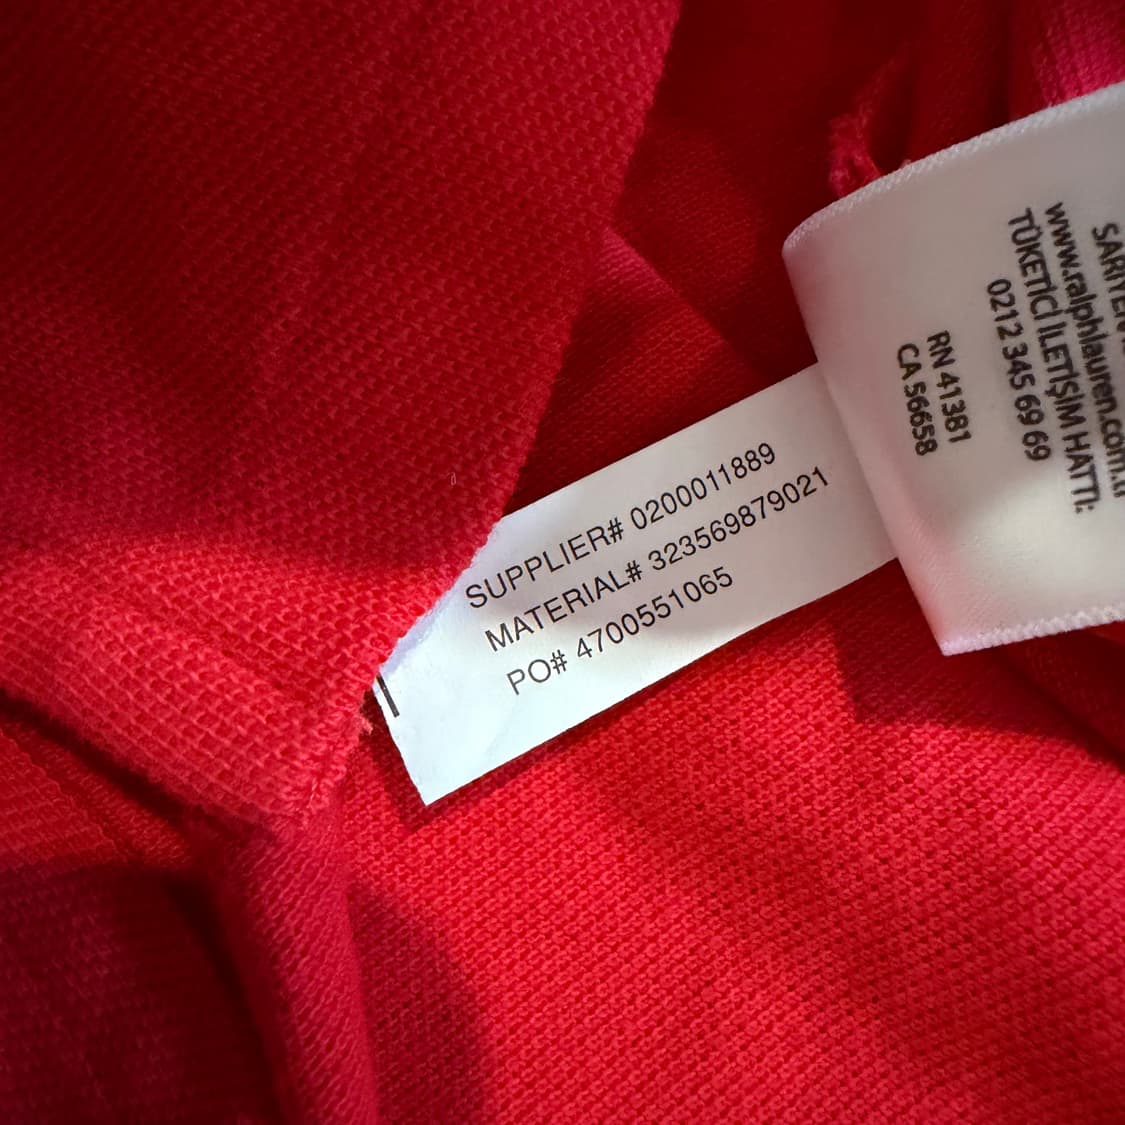 SUPPLIER# 0200011889
MATERIAL# 323569879021
PO# 4700551065
www.ralphlauren.com.tr
TÜKETİCİ İLETİŞİM HATTI:
0212 345 69 69
RN 41381
CA 56658